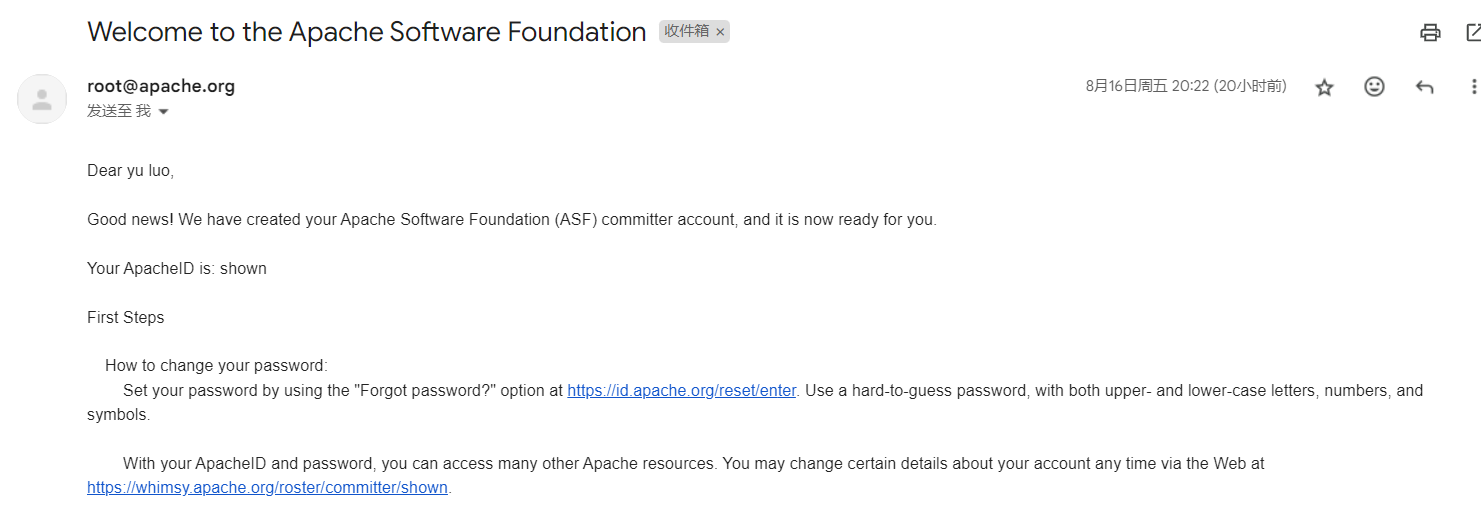 Welcome to the Apache Software Foundation 收件箱 ×
root@apache.org 8月16日周五 20:22 (20小时前)
发送至 我
Dear yu luo,
Good news! We have created your Apache Software Foundation (ASF) committer account, and it is now ready for you.
Your ApacheID is: shown
First Steps
How to change your password:
Set your password by using the "Forgot password?" option at https://id.apache.org/reset/enter. Use a hard-to-guess password, with both upper- and lower-case letters, numbers, and
symbols.
With your ApacheID and password, you can access many other Apache resources. You may change certain details about your account any time via the Web at
https://whimsy.apache.org/roster/committer/shown.